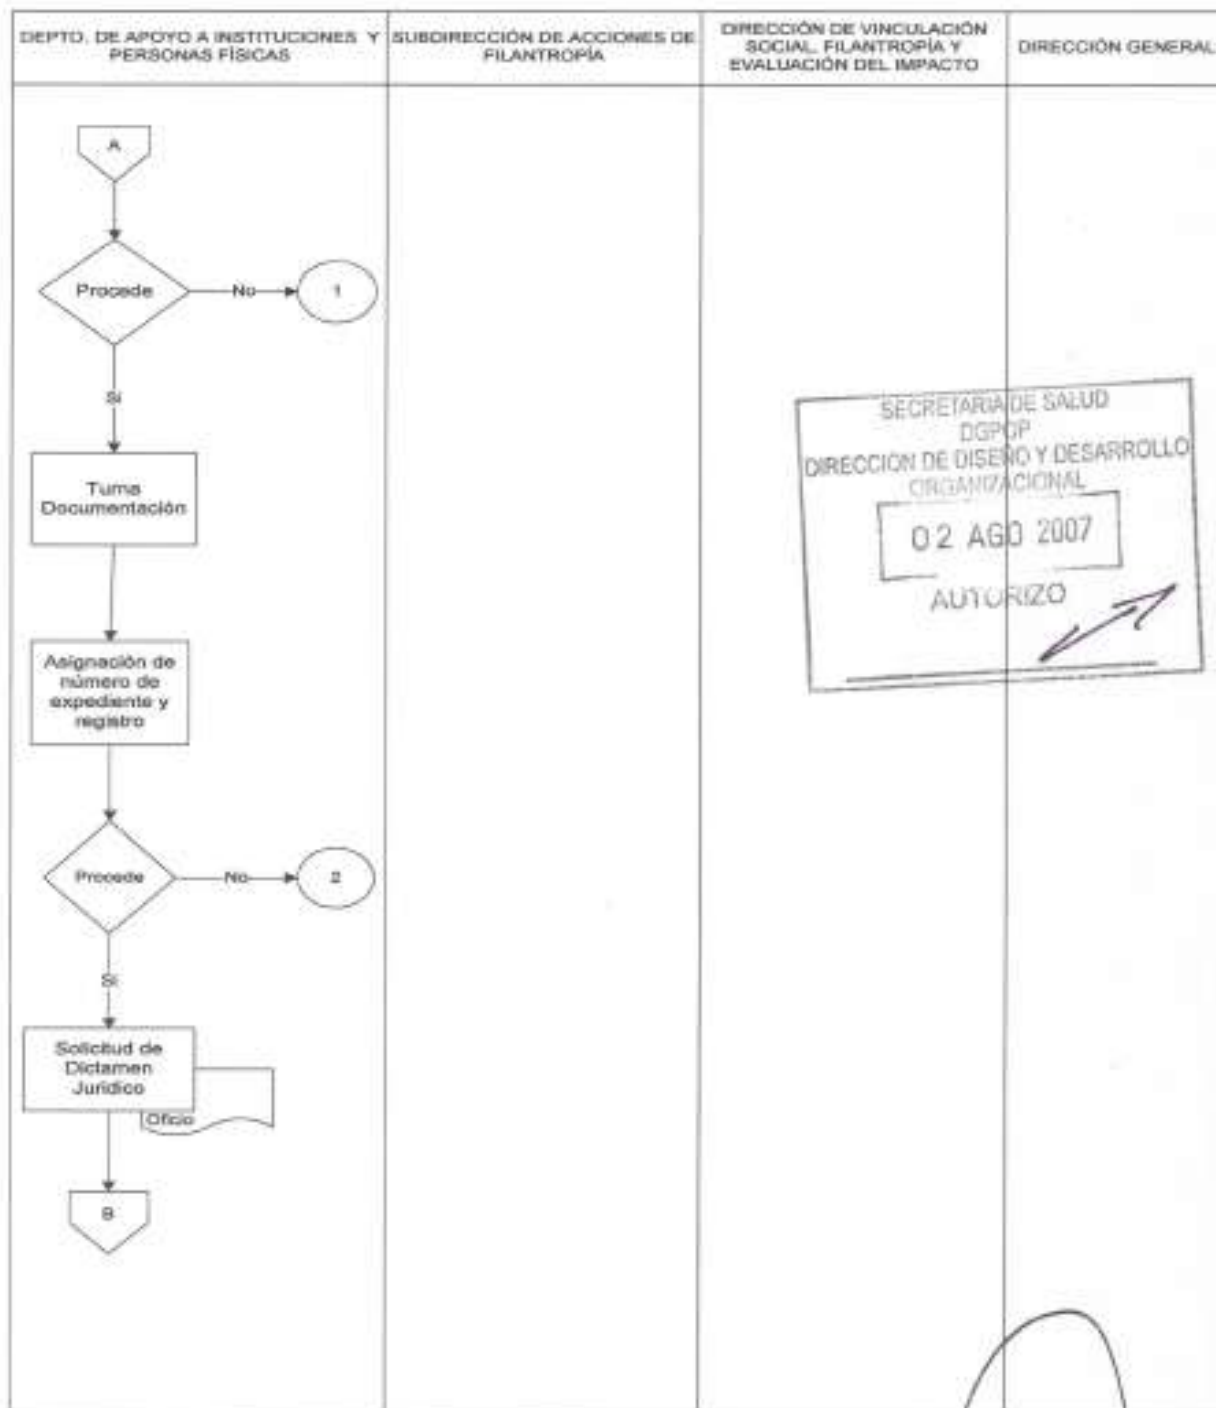 DEPTO. DE APOYO A INSTITUCIONES Y
PERSONAS FÍSICAS
SUBDIRECCIÓN DE ACCIONES DE
FILANTROPÍA
DIRECCIÓN DE VINCULACIÓN
SOCIAL, FILANTROPÍA Y
EVALUACIÓN DEL IMPACTO
DIRECCIÓN GENERAL
A
Procede
No
1
Si
Turna
Documentación
Asignación de
número de
expediente y
registro
Procede
No
2
Si
Solicitud de
Dictamen
Jurídico
Oficio
B
SECRETARIA DE SALUD
DGPOP
DIRECCION DE DISEÑO Y DESARROLLO
ORGANIZACIONAL
02 AGO 2007
AUTORIZO